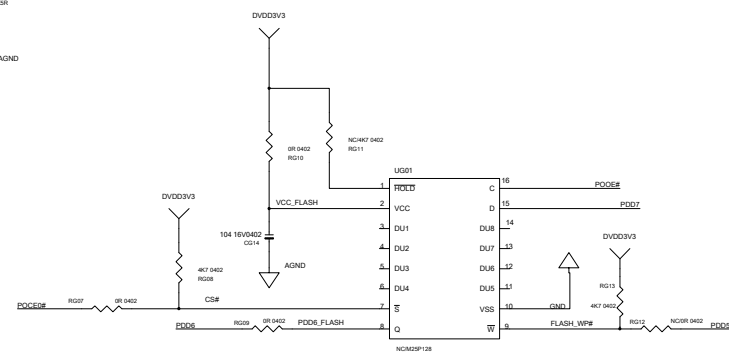 3R
DVDD3V3
AGND
NC/4K7 0402
RG11
0R 0402
RG10
UG01
1
HOLD
C
16
POOE#
VCC_FLASH
2
VCC
D
15
PDD7
DVDD3V3
3
DU1
DU8
14
104 16V0402
CG14
4
DU2
DU7
13
DVDD3V3
AGND
5
DU3
DU6
12
4K7 0402
RG08
6
DU4
DU5
11
RG13
POCE0#
RG07
0R 0402
CS#
7
S
VSS
10
GND
4K7 0402
PDD6
RG09
0R 0402
PDD6_FLASH
8
Q
W
9
FLASH_WP#
RG12
NC/0R 0402
PDD5
NC/M25P128